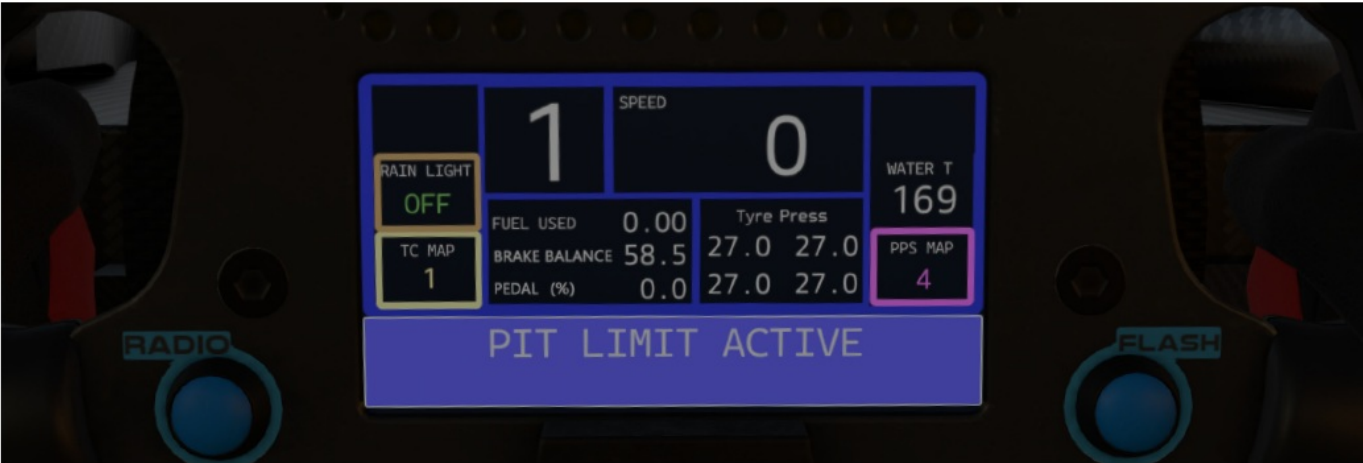 1
SPEED
0
RAIN LIGHT
OFF
WATER T
169
TC MAP
1
FUEL USED 0.00
BRAKE BALANCE 58.5
PEDAL (%) 0.0
Tyre Press
27.0 27.0
27.0 27.0
PPS MAP
4
PIT LIMIT ACTIVE
RADIO
FLASH